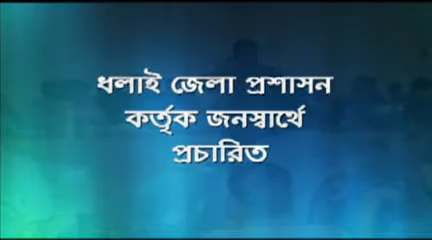 ধলাই জেলা প্রশাসন
কর্তৃক জনস্বার্থে
প্রচারিত